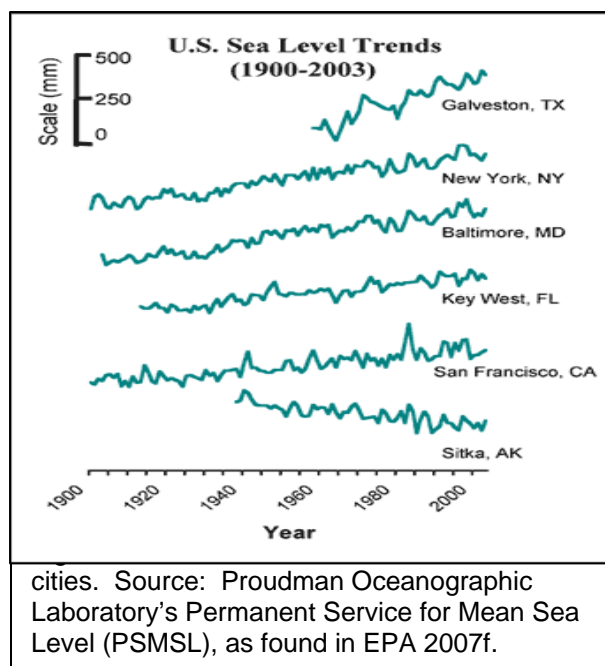 U.S. Sea Level Trends
(1900-2003)
Scale (mm)
500
250
0
Galveston, TX
New York, NY
Baltimore, MD
Key West, FL
San Francisco, CA
Sitka, AK
1900
1920
1940
1960
1980
2000
Year
cities. Source: Proudman Oceanographic
Laboratory's Permanent Service for Mean Sea
Level (PSMSL), as found in EPA 2007f.